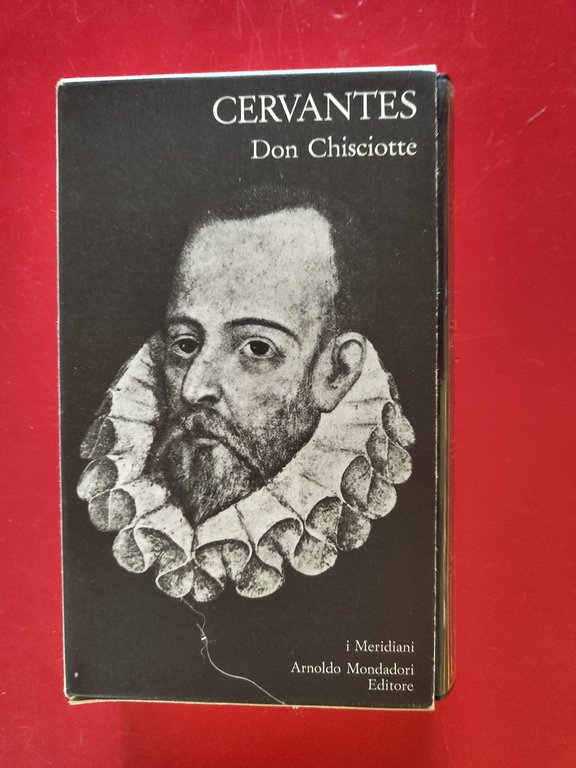 CERVANTES
Don Chisciotte
i Meridiani
Arnoldo Mondadori
Editore